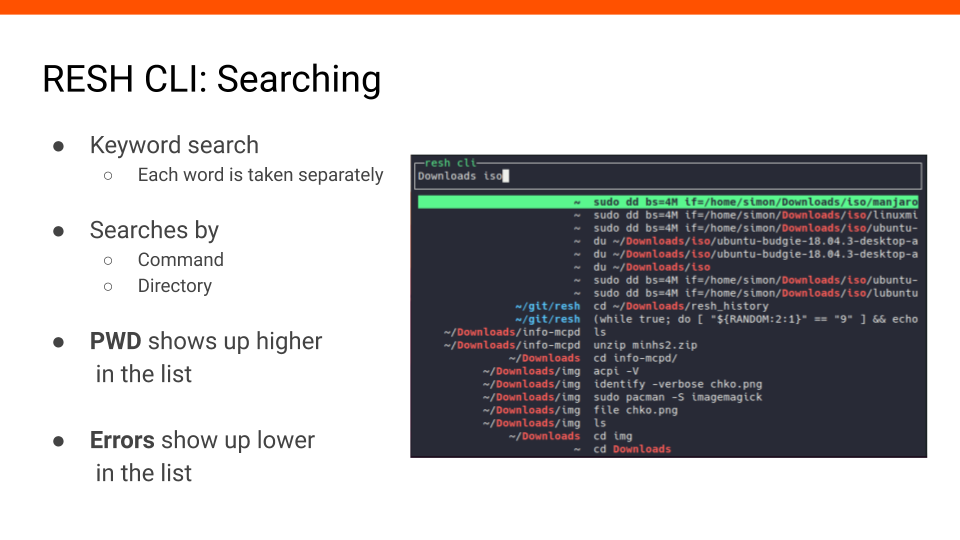 RESH CLI: Searching
● Keyword search
○ Each word is taken separately
● Searches by
○ Command
○ Directory
● PWD shows up higher
in the list
● Errors show up lower
in the list
resh cli
Downloads iso
~ sudo dd bs=4M if=/home/simon/Downloads/iso/manjaro
~ sudo dd bs=4M if=/home/simon/Downloads/iso/linuxmi
~ sudo dd bs=4M if=/home/simon/Downloads/iso/ubuntu-
~ du ~/Downloads/iso/ubuntu-budgie-18.04.3-desktop-a
~ du ~/Downloads/iso/ubuntu-budgie-18.04.3-desktop-a
~ du ~/Downloads/iso
~ sudo dd bs=4M if=/home/simon/Downloads/iso/ubuntu-
~ sudo dd bs=4M if=/home/simon/Downloads/iso/lubuntu
~/git/resh cd ~/Downloads/resh_history
~/git/resh (while true; do [ "${RANDOM:2:1}" == "9" ] && echo
~/Downloads/info-mcpd ls
~/Downloads/info-mcpd unzip minhs2.zip
~/Downloads cd info-mcpd/
~/Downloads/img acpi -V
~/Downloads/img identify -verbose chko.png
~/Downloads/img sudo pacman -S imagemagick
~/Downloads/img file chko.png
~/Downloads/img ls
~/Downloads cd img
~ cd Downloads